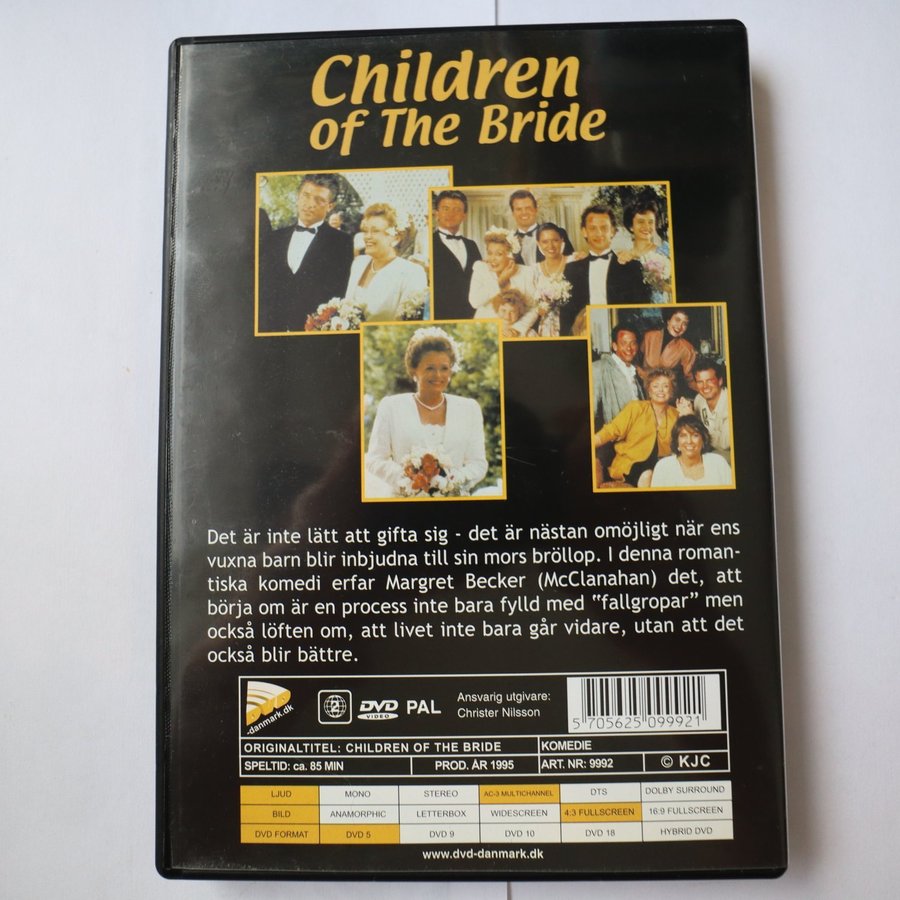 Children
of The Bride
Det är inte lätt att gifta sig - det är nästan omöjligt när ens
vuxna barn blir inbjudna till sin mors bröllop. I denna roman-
tiska komedi erfar Margret Becker (McClanahan) det, att
börja om är en process inte bara fylld med “fallgropar” men
också löften om, att livet inte bara går vidare, utan att det
också blir bättre.
DVD
-danmark.dk
2
DVD
VIDEO
PAL
Ansvarig utgivare:
Christer Nilsson
5 705625 099921
ORIGINALTITEL: CHILDREN OF THE BRIDE KOMEDIE
SPELTID: ca. 85 MIN PROD. ÅR 1995 ART. NR: 9992 © KJC
LJUD MONO STEREO AC-3 MULTICHANNEL DTS DOLBY SURROUND
BILD ANAMORPHIC LETTERBOX WIDESCREEN 4:3 FULLSCREEN 16:9 FULLSCREEN
DVD FORMAT DVD 5 DVD 9 DVD 10 DVD 18 HYBRID DVD
www.dvd-danmark.dk